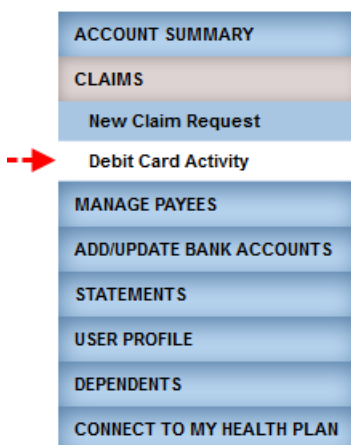 ACCOUNT SUMMARY
CLAIMS
New Claim Request
Debit Card Activity
MANAGE PAYEES
ADD/UPDATE BANK ACCOUNTS
STATEMENTS
USER PROFILE
DEPENDENTS
CONNECT TO MY HEALTH PLAN